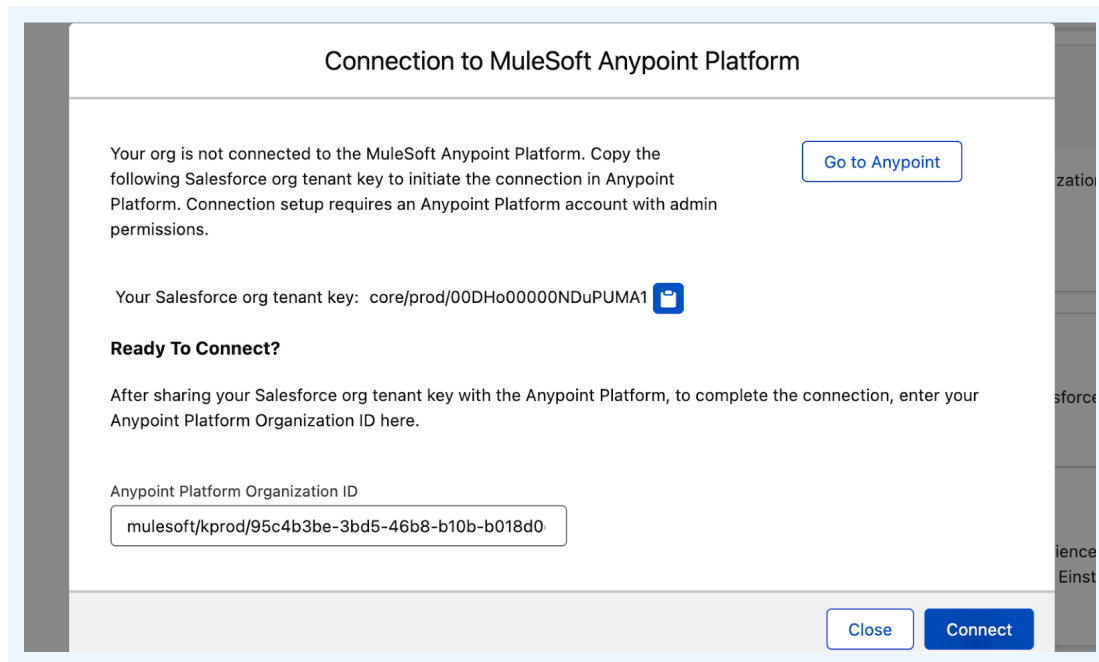 Connection to MuleSoft Anypoint Platform
Your org is not connected to the MuleSoft Anypoint Platform. Copy the
following Salesforce org tenant key to initiate the connection in Anypoint
Platform. Connection setup requires an Anypoint Platform account with admin
permissions.
Go to Anypoint
Your Salesforce org tenant key: core/prod/00DHo00000NDuPUMA1
Ready To Connect?
After sharing your Salesforce org tenant key with the Anypoint Platform, to complete the connection, enter your
Anypoint Platform Organization ID here.
Anypoint Platform Organization ID
mulesoft/kprod/95c4b3be-3bd5-46b8-b10b-b018d0
Close
Connect